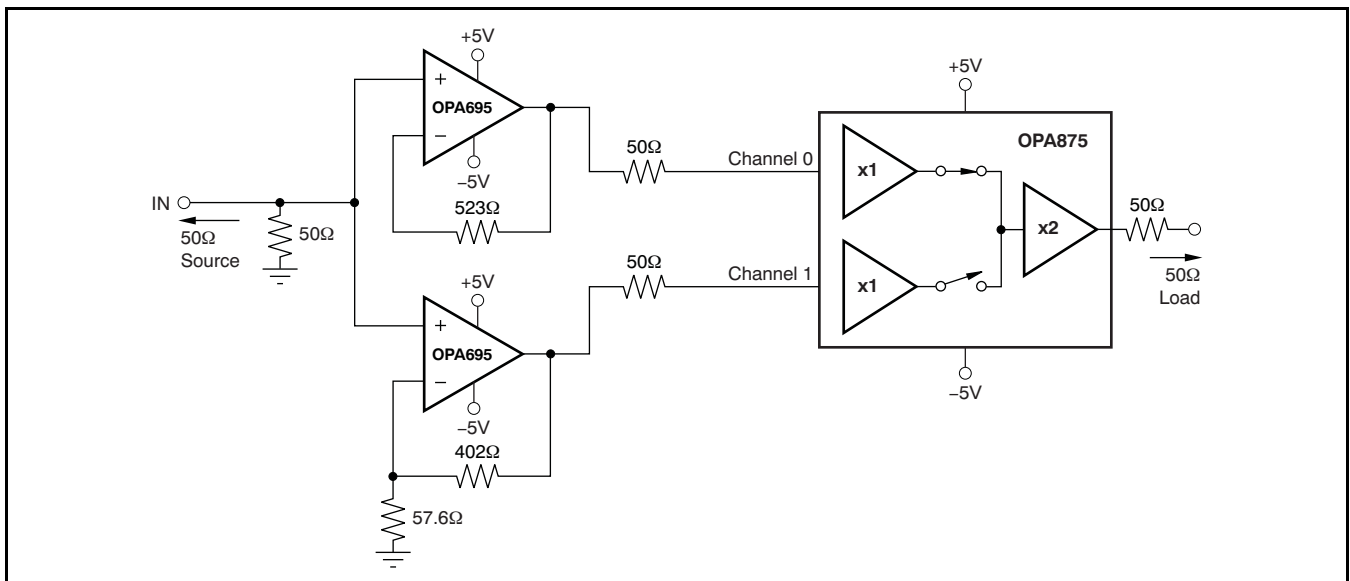 +5V
+
OPA695
−
−5V
523Ω
IN
50Ω
Source
50Ω
50Ω
Channel 0
+5V
OPA875
x1
x2
50Ω
50Ω
Load
50Ω
Channel 1
x1
−5V
+5V
+
OPA695
−
−5V
402Ω
57.6Ω